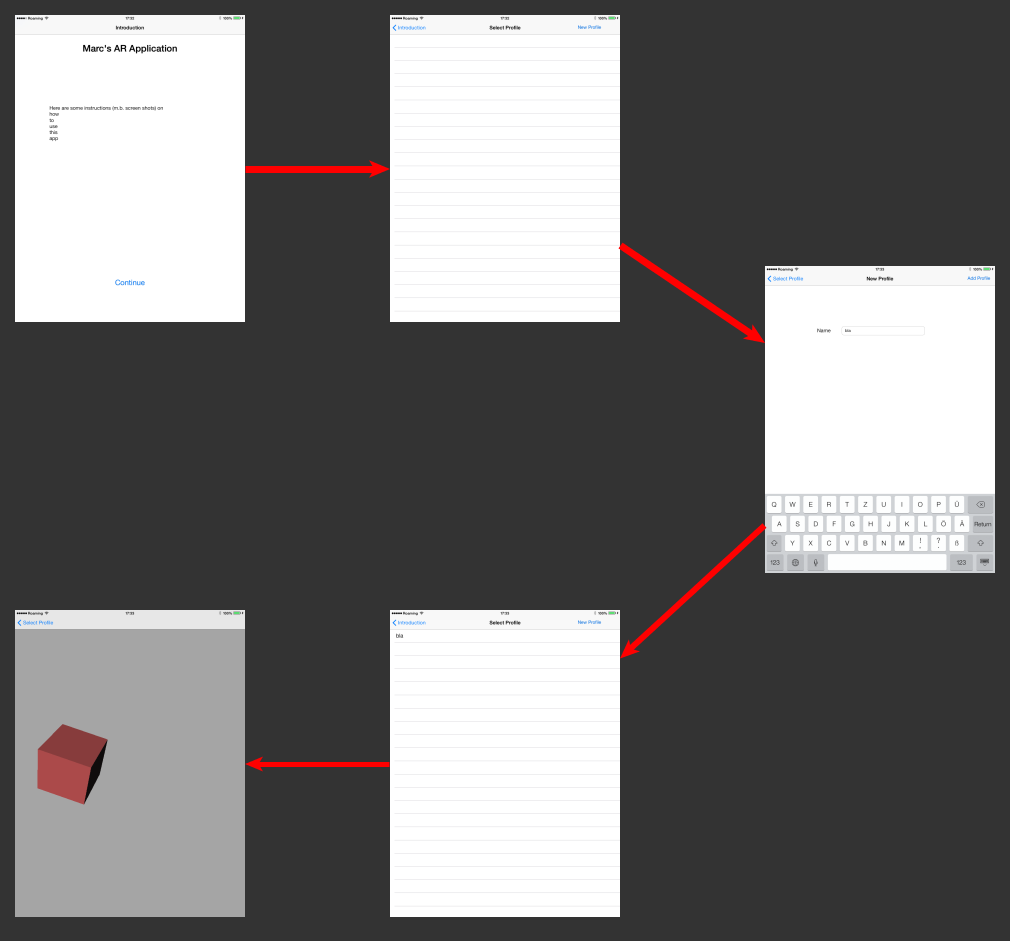 Roaming 17:33 100%
Introduction
Marc's AR Application
Here are some instructions (m.b. screen shots) on
how
to
use
this
app
Continue
Roaming 17:33 100%
Introduction Select Profile New Profile
Roaming 17:33 100%
Select Profile New Profile Add Profile
Name bla
Q W E R T Z U I O P Ü
A S D F G H J K L Ö Ä Return
Y X C V B N M ! , ? . ß
123 123
Roaming 17:33 100%
Introduction Select Profile New Profile
bla
Roaming 17:33 100%
Select Profile